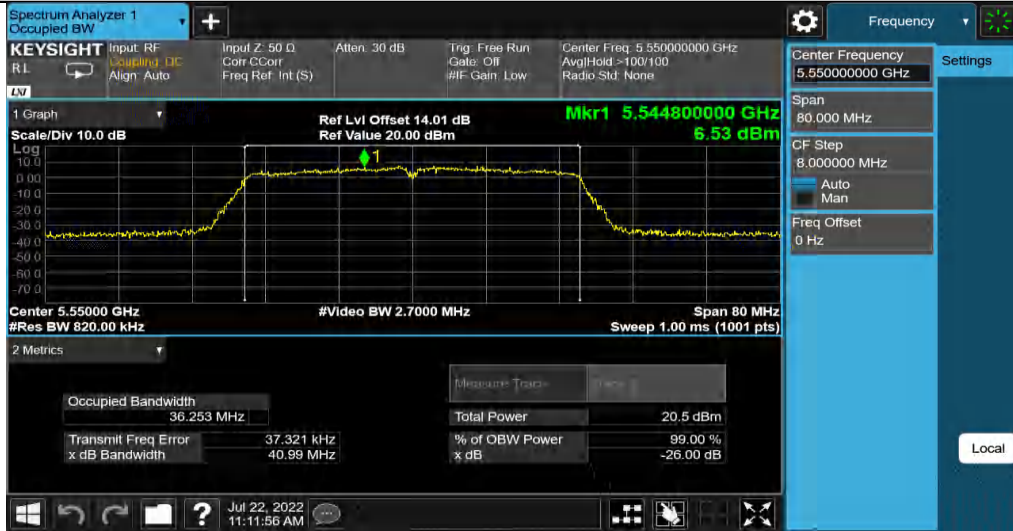 Spectrum Analyzer 1
Occupied BW
KEYSIGHT
RL
LXI
Input: RF
Coupling: DC
Align: Auto
Input Z: 50 Ω
Corr CCorr
Freq Ref: Int (S)
Atten: 30 dB
Trig: Free Run
Gate: Off
#IF Gain: Low
Center Freq: 5.550000000 GHz
Avg|Hold >100/100
Radio Std: None
1 Graph
Scale/Div 10.0 dB
Ref Lvl Offset 14.01 dB
Ref Value 20.00 dBm
Mkr1 5.544800000 GHz
6.53 dBm
Log
10.0
0.00
-10.0
-20.0
-30.0
-40.0
-50.0
-60.0
-70.0
1
Center 5.55000 GHz
#Res BW 820.00 kHz
#Video BW 2.7000 MHz
Span 80 MHz
Sweep 1.00 ms (1001 pts)
2 Metrics
Measure Trace
Occupied Bandwidth
36.253 MHz
Transmit Freq Error 37.321 kHz
x dB Bandwidth 40.99 MHz
Total Power 20.5 dBm
% of OBW Power 99.00 %
x dB -26.00 dB
Jul 22, 2022
11:11:56 AM
Frequency
Center Frequency
5.550000000 GHz
Span
80.000 MHz
CF Step
8.000000 MHz
Auto
Man
Freq Offset
0 Hz
Settings
Local